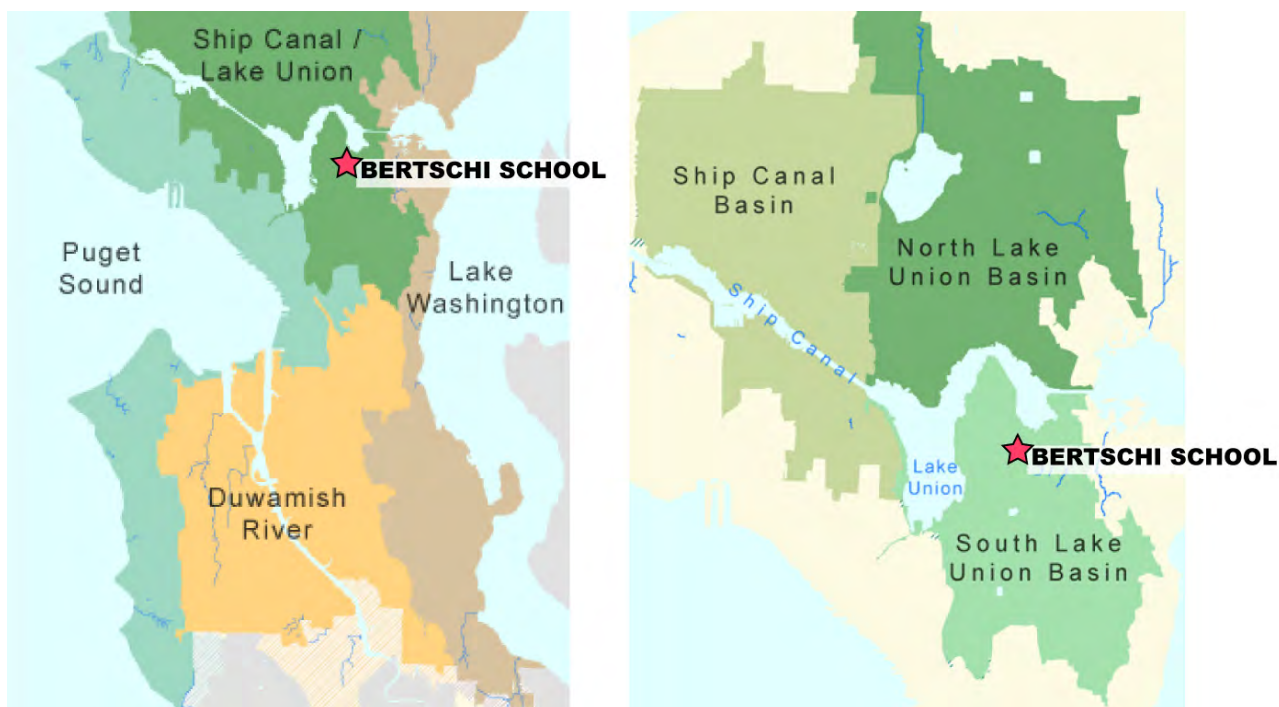 Ship Canal /
Lake Union
BERTSCHI SCHOOL
Puget
Sound
Lake
Washington
Duwamish
River
Ship Canal
Basin
North Lake
Union Basin
Ship Canal
BERTSCHI SCHOOL
Lake
Union
South Lake
Union Basin